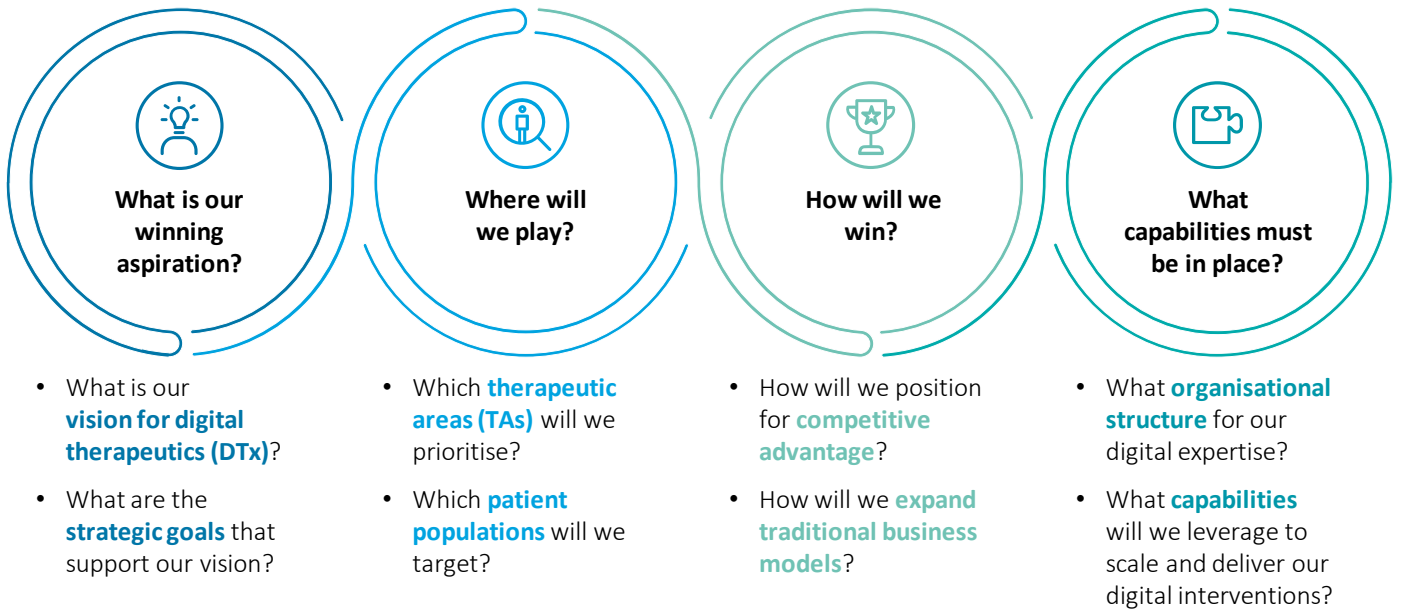 What is our
winning
aspiration?
Where will
we play?
How will we
win?
What
capabilities must
be in place?
• What is our
vision for digital
therapeutics (DTx)?
• What are the
strategic goals that
support our vision?
• Which therapeutic
areas (TAs) will we
prioritise?
• Which patient
populations will we
target?
• How will we position
for competitive
advantage?
• How will we expand
traditional business
models?
• What organisational
structure for our
digital expertise?
• What capabilities
will we leverage to
scale and deliver our
digital interventions?